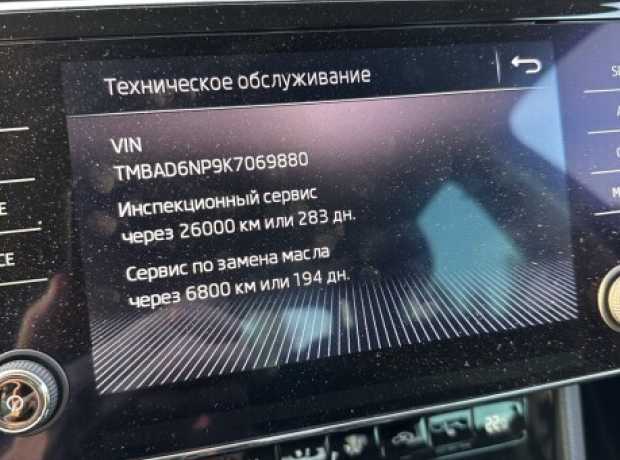 Техническое обслуживание
VIN
TMBAD6NP9K7069880
Инспекционный сервис
через 26000 км или 283 дн.
Сервис по замена масла
через 6800 км или 194 дн.